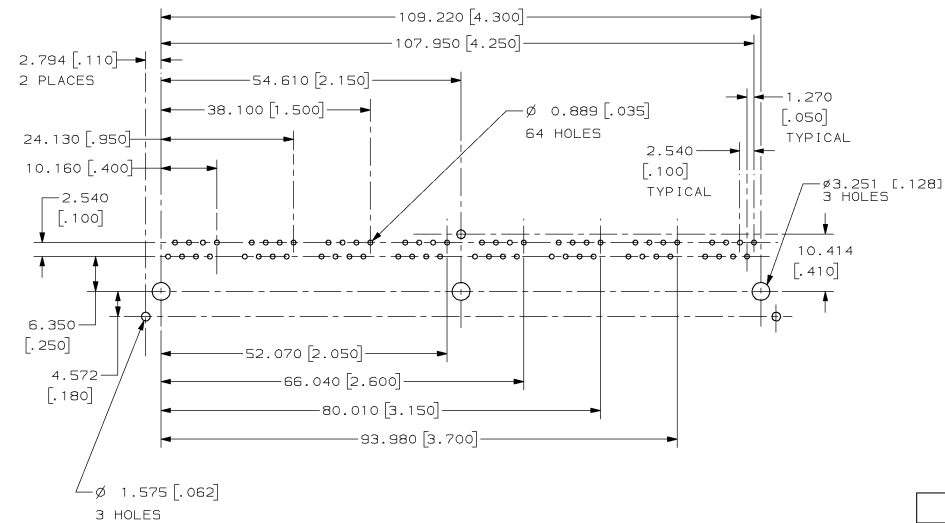 109.220 [4.300]
107.950 [4.250]
2.794 [.110]
2 PLACES
54.610 [2.150]
38.100 [1.500]
Ø 0.889 [.035]
64 HOLES
1.270
[.050]
TYPICAL
24.130 [.950]
2.540
[.100]
TYPICAL
10.160 [.400]
ø3.251 [.128]
3 HOLES
2.540
[.100]
10.414
[.410]
6.350
[.250]
52.070 [2.050]
4.572
[.180]
66.040 [2.600]
80.010 [3.150]
93.980 [3.700]
Ø 1.575 [.062]
3 HOLES